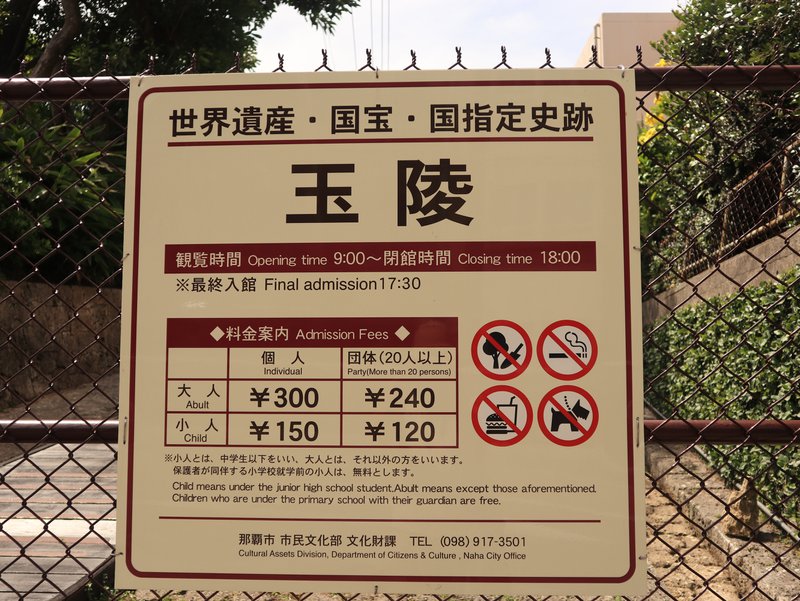 世界遺産・国宝・国指定史跡
玉陵
観覧時間 Opening time 9:00～閉館時間 Closing time 18:00
※最終入館 Final admission17:30
◆料金案内 Admission Fees ◆
個人 団体(20人以上)
Individual Party(More than 20 persons)
大人 ¥300 ¥240
Abult
小人 ¥150 ¥120
Child
※小人とは、中学生以下をいい、大人とは、それ以外の方をいいます。
保護者が同伴する小学校就学前の小人は、無料とします。
Child means under the junior high school student.Abult means except those aforementioned.
Children who are under the primary school with their guardian are free.
那覇市 市民文化部 文化財課 TEL (098) 917-3501
Cultural Assets Division, Department of Citizens & Culture , Naha City Office